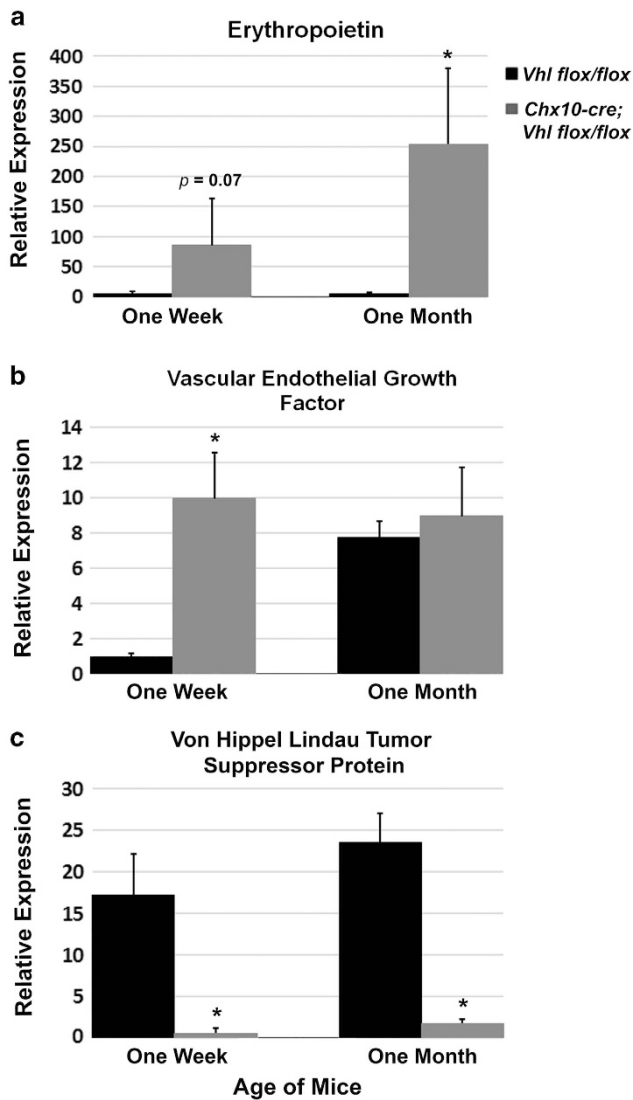 a
Erythropoietin
Relative Expression
400
350
300
250
200
150
100
50
0
p = 0.07
*
One Week
One Month
Vhl flox/flox
Chx10-cre;
Vhl flox/flox
b
Vascular Endothelial Growth
Factor
Relative Expression
14
12
10
8
6
4
2
0
*
One Week
One Month
c
Von Hippel Lindau Tumor
Suppressor Protein
Relative Expression
30
25
20
15
10
5
0
*
*
One Week
One Month
Age of Mice